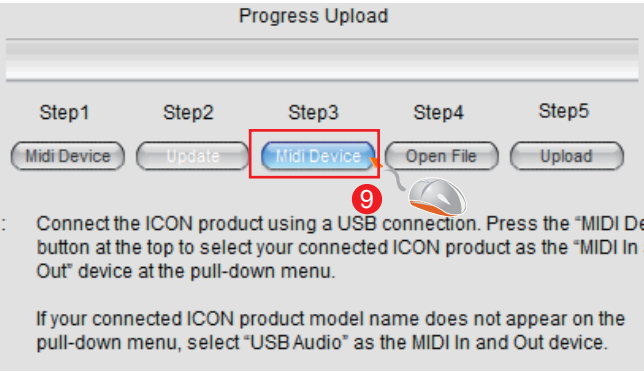 Progress Upload
Step1 Step2 Step3 Step4 Step5
Midi Device Update Midi Device Open File Upload
9
: Connect the ICON product using a USB connection. Press the “MIDI De
button at the top to select your connected ICON product as the “MIDI In
Out” device at the pull-down menu.
If your connected ICON product model name does not appear on the
pull-down menu, select “USB Audio” as the MIDI In and Out device.